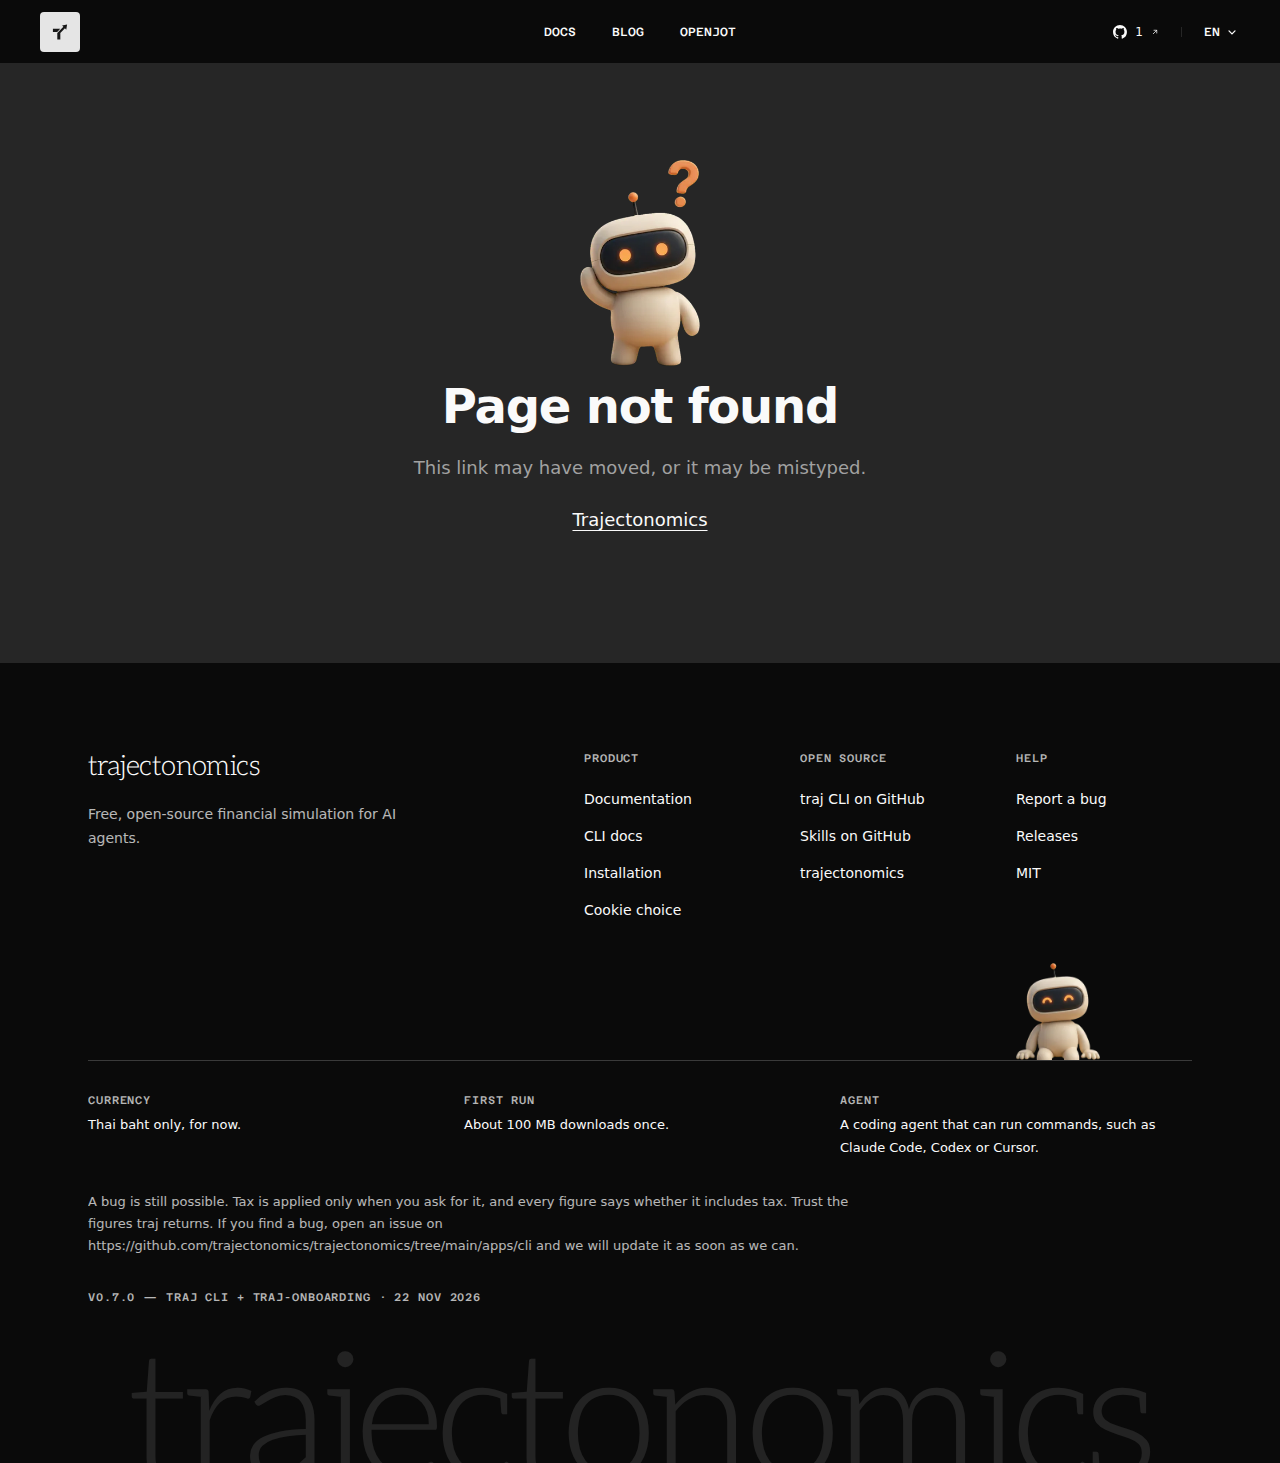 DOCS
BLOG
OPENJOT
1
EN
?
Page not found
This link may have moved, or it may be mistyped.
Trajectonomics
trajectonomics
Free, open-source financial simulation for AI
agents.
PRODUCT
Documentation
CLI docs
Installation
Cookie choice
OPEN SOURCE
traj CLI on GitHub
Skills on GitHub
trajectonomics
HELP
Report a bug
Releases
MIT
CURRENCY
Thai baht only, for now.
FIRST RUN
About 100 MB downloads once.
AGENT
A coding agent that can run commands, such as
Claude Code, Codex or Cursor.
A bug is still possible. Tax is applied only when you ask for it, and every figure says whether it includes tax. Trust the
figures traj returns. If you find a bug, open an issue on
https://github.com/trajectonomics/trajectonomics/tree/main/apps/cli and we will update it as soon as we can.
V0.7.0 — TRAJ CLI + TRAJ-ONBOARDING · 22 NOV 2026
trajectonomics